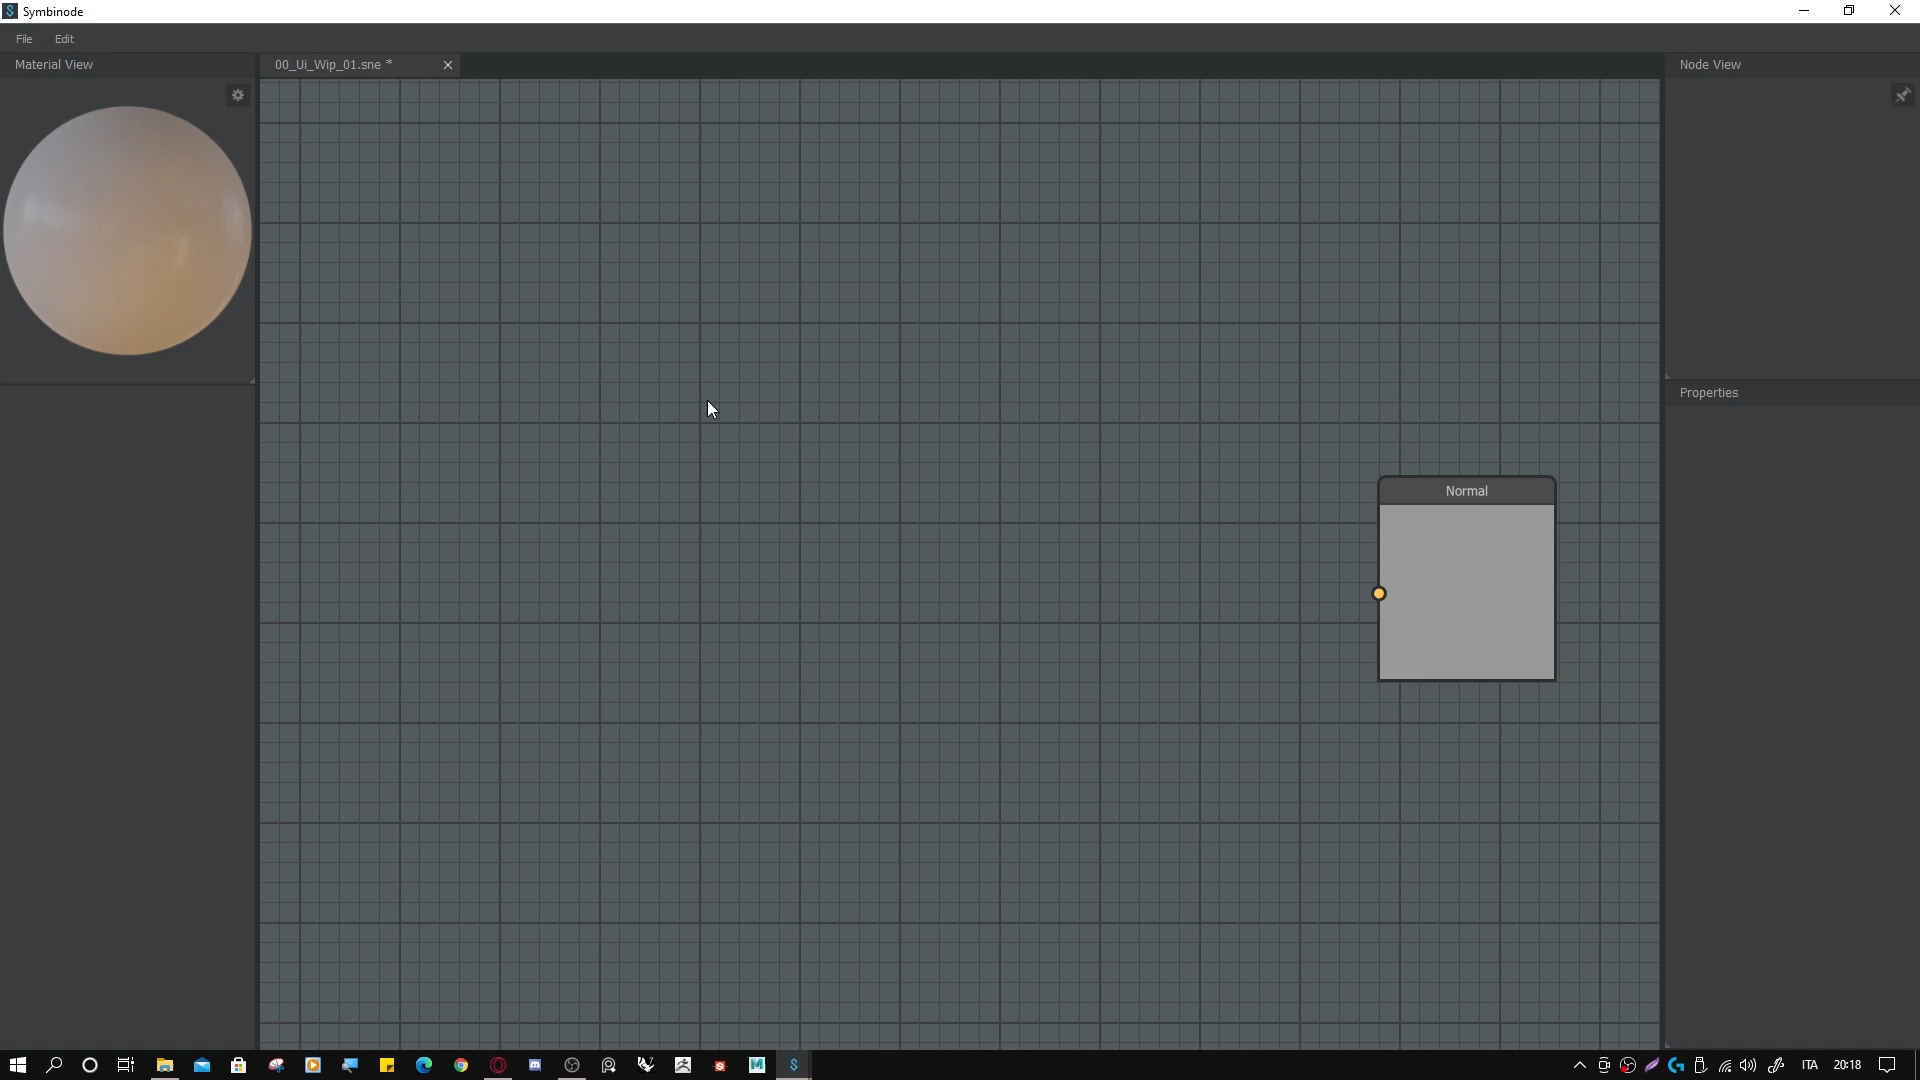 Symbinode
File Edit
Material View
00_Ui_Wip_01.sne *
Node View
Properties
Normal
ITA 20:18